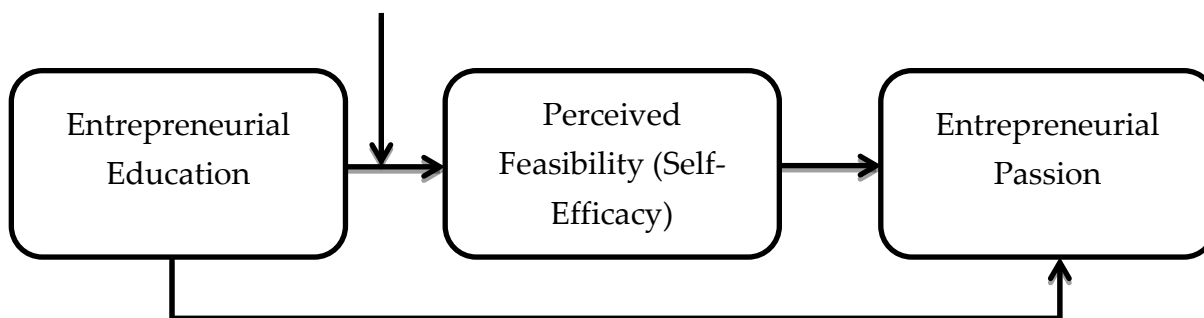 Entrepreneurial
Education
Perceived
Feasibility (Self-
Efficacy)
Entrepreneurial
Passion